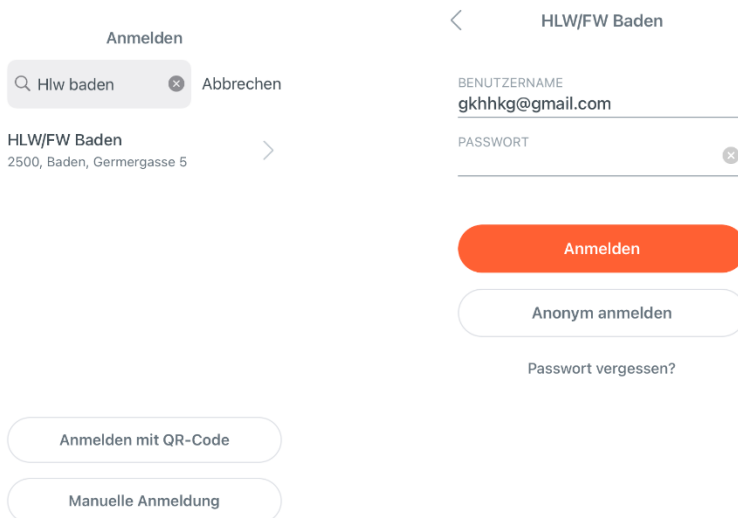 Anmelden
Hlw baden
Abbrechen
HLW/FW Baden
2500, Baden, Germergasse 5
Anmelden mit QR-Code
Manuelle Anmeldung
HLW/FW Baden
BENUTZERNAME
gkhhkg@gmail.com
PASSWORT
Anmelden
Anonym anmelden
Passwort vergessen?